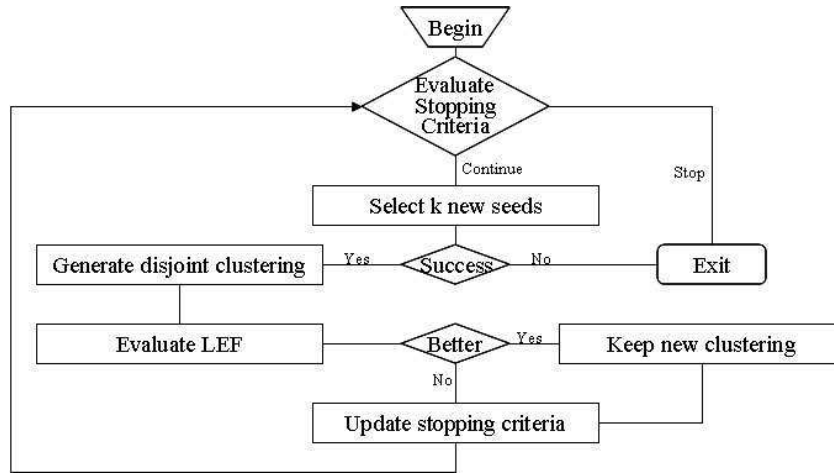 Begin
Evaluate
Stopping
Criteria
Continue
Stop
Select k new seeds
Generate disjoint clustering
Yes
Success
No
Exit
Evaluate LEF
Better
Yes
Keep new clustering
No
Update stopping criteria